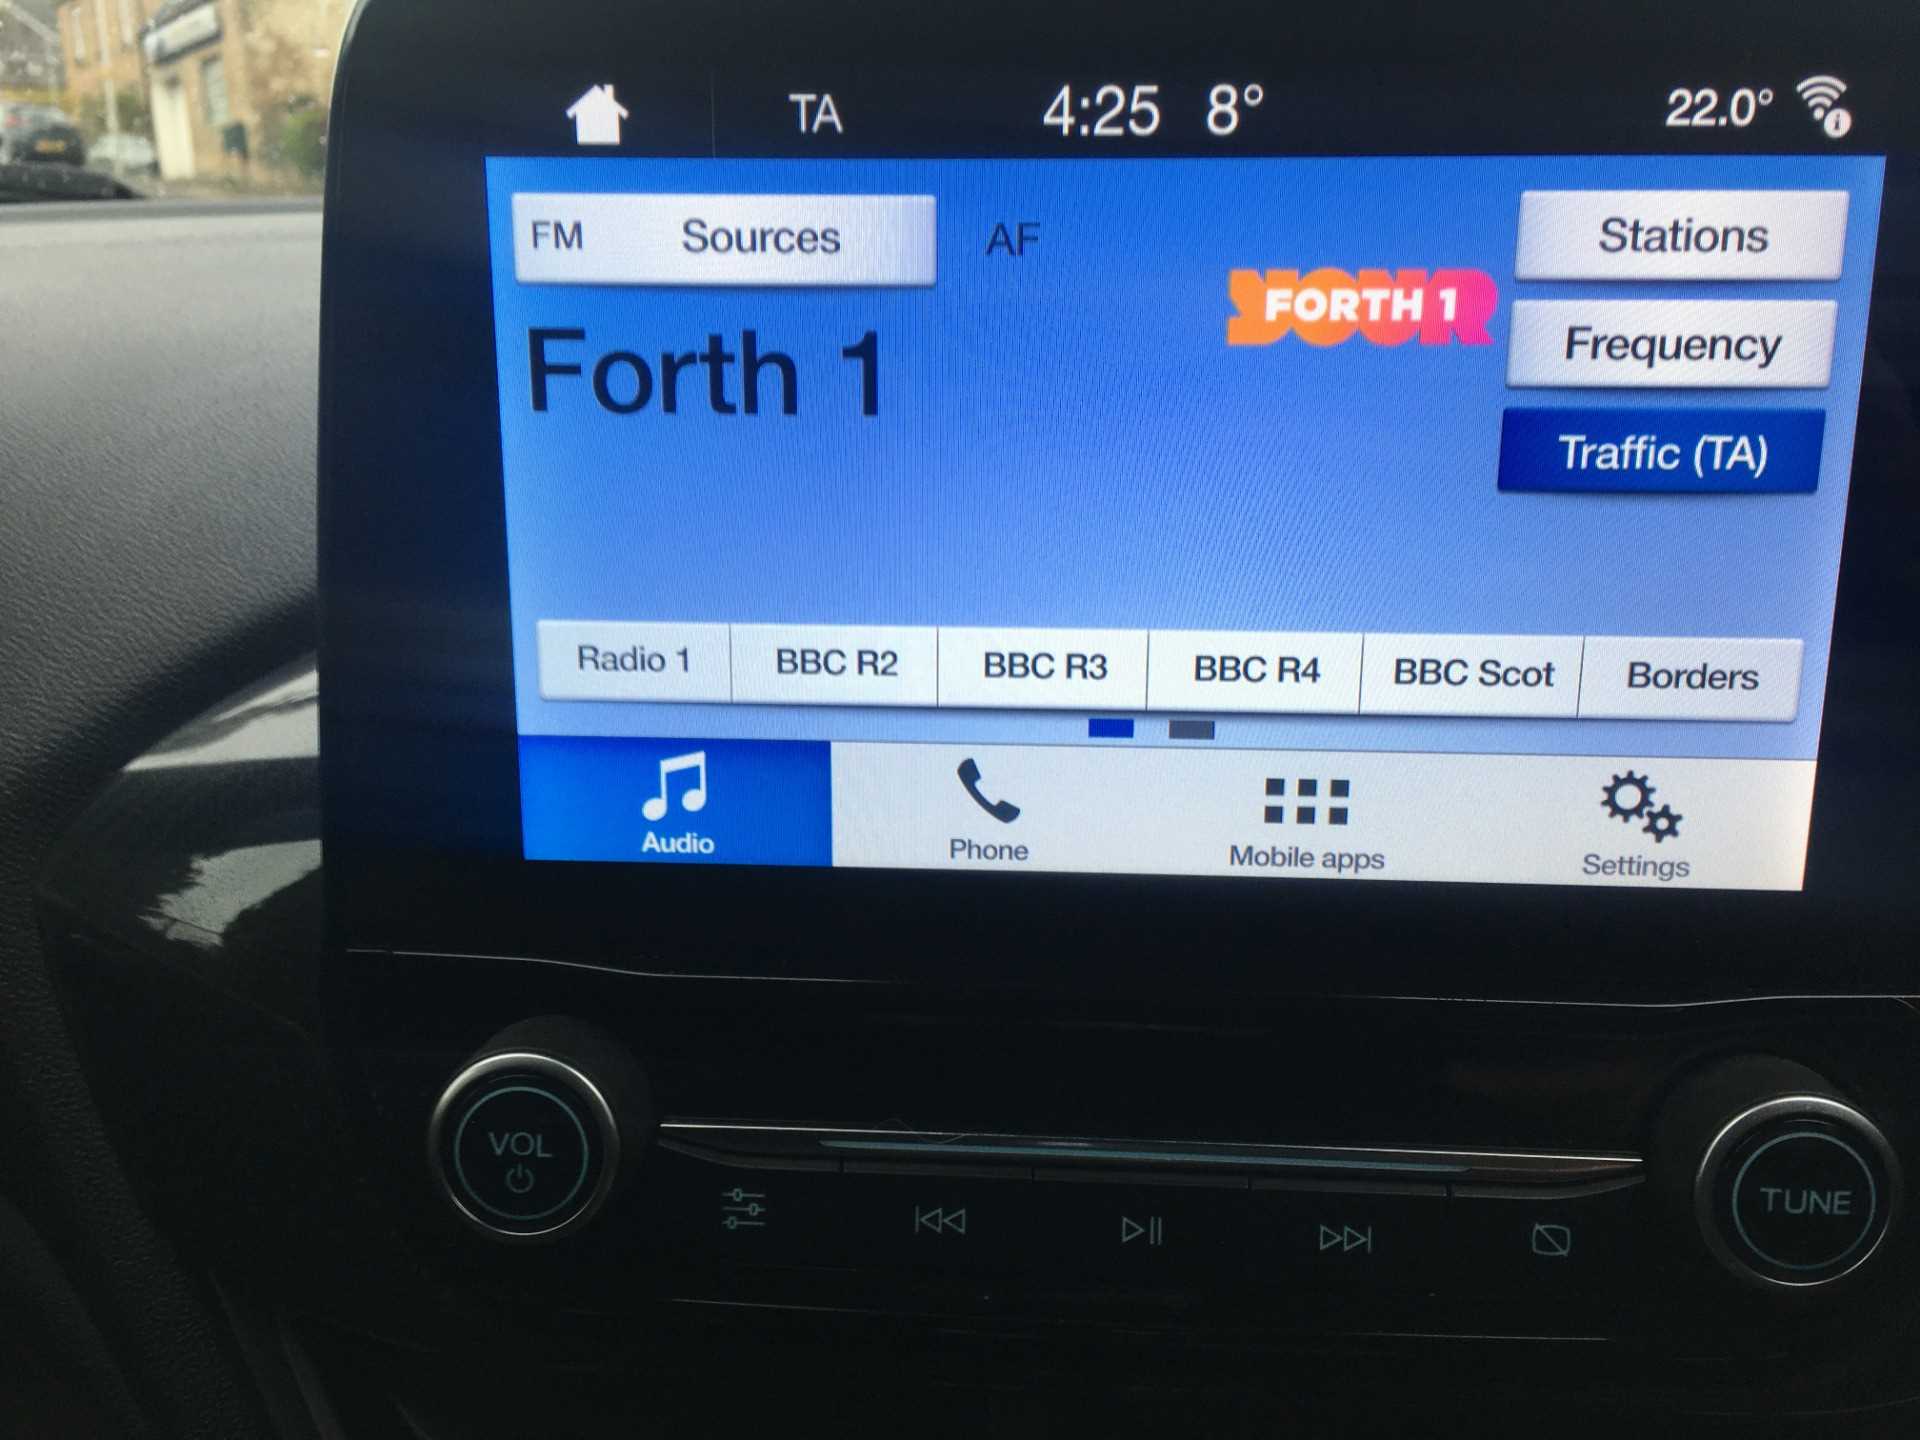 TA 4:25 8° 22.0°
FM Sources AF Stations
FORTH 1
Frequency
Forth 1
Traffic (TA)
Radio 1 BBC R2 BBC R3 BBC R4 BBC Scot Borders
Audio Phone Mobile apps Settings
VOL TUNE